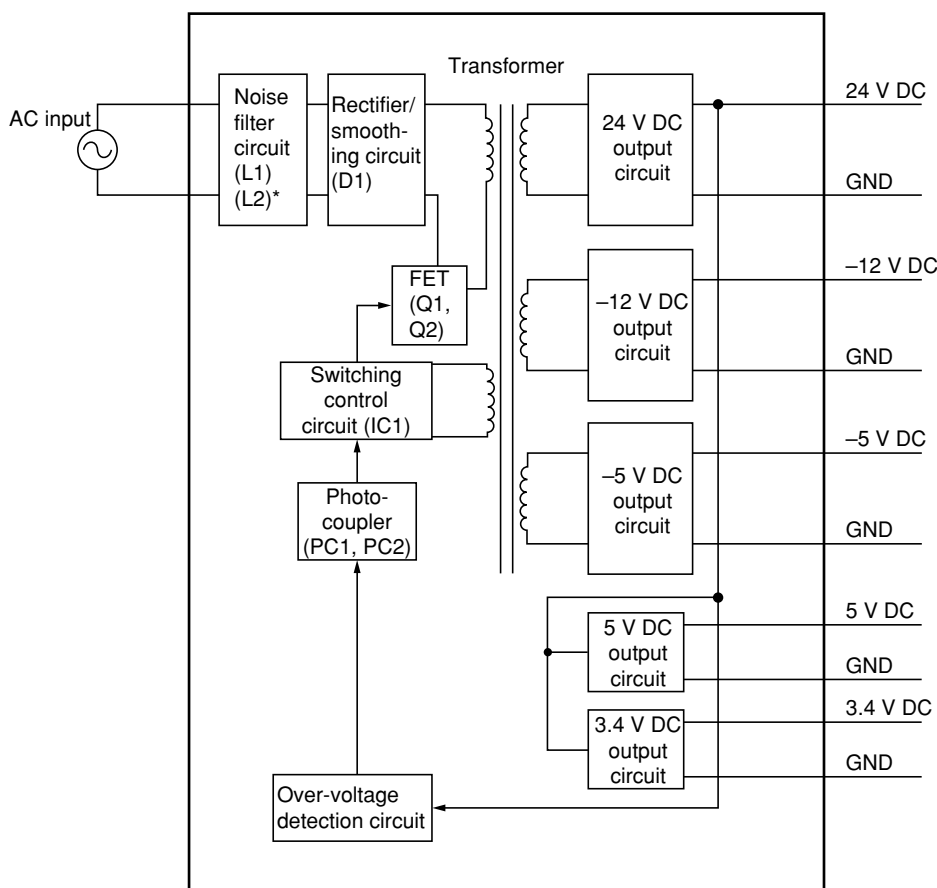 Transformer
AC input
Noise
filter
circuit
(L1)
(L2)*
Rectifier/
smooth-
ing circuit
(D1)
24 V DC
output
circuit
24 V DC
GND
FET
(Q1,
Q2)
–12 V DC
output
circuit
–12 V DC
GND
Switching
control
circuit (IC1)
–5 V DC
output
circuit
–5 V DC
GND
Photo-
coupler
(PC1, PC2)
5 V DC
output
circuit
5 V DC
GND
3.4 V DC
output
circuit
3.4 V DC
GND
Over-voltage
detection circuit